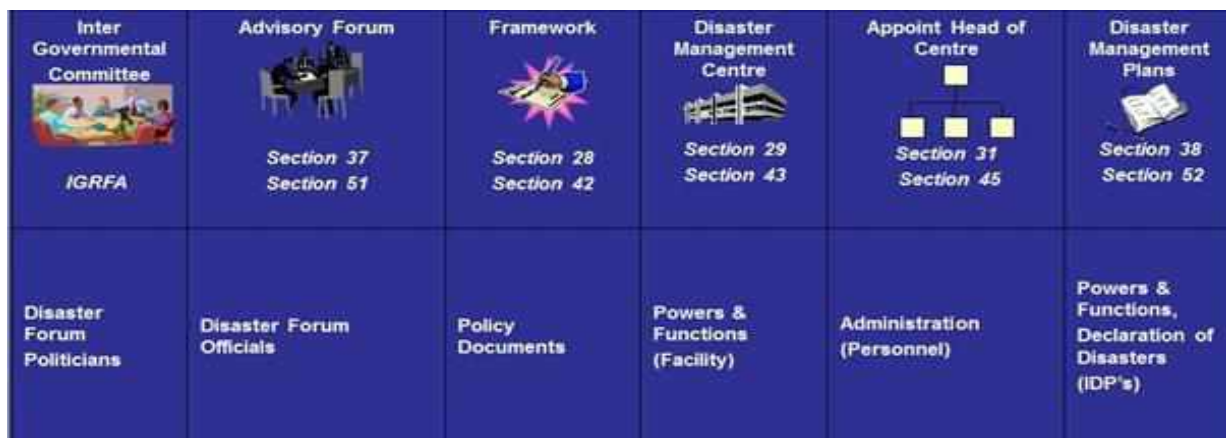 Inter
Governmental
Committee
IGRFA
Advisory Forum
Section 37
Section 51
Framework
Section 28
Section 42
Disaster
Management
Centre
Section 29
Section 43
Appoint Head of
Centre
Section 31
Section 45
Disaster
Management
Plans
Section 38
Section 52
Disaster
Forum
Politicians
Disaster Forum
Officials
Policy
Documents
Powers &
Functions
(Facility)
Administration
(Personnel)
Powers &
Functions,
Declaration of
Disasters
(IDP's)